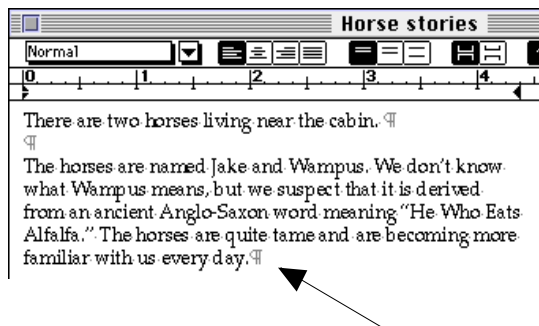 Horse stories
Normal
0 1 2 3 4
There are two horses living near the cabin. ¶
¶
The horses are named Jake and Wampus. We don't know
what Wampus means, but we suspect that it is derived
from an ancient Anglo-Saxon word meaning “He Who Eats
Alfalfa.” The horses are quite tame and are becoming more
familiar with us every day.¶